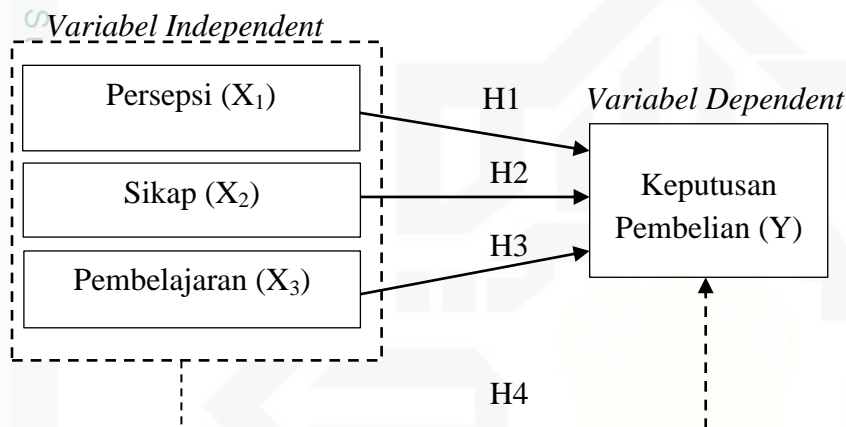 Variabel Independent
Persepsi (X₁)
H1
Variabel Dependent
Sikap (X₂)
H2
Keputusan
Pembelian (Y)
Pembelajaran (X₃)
H3
H4